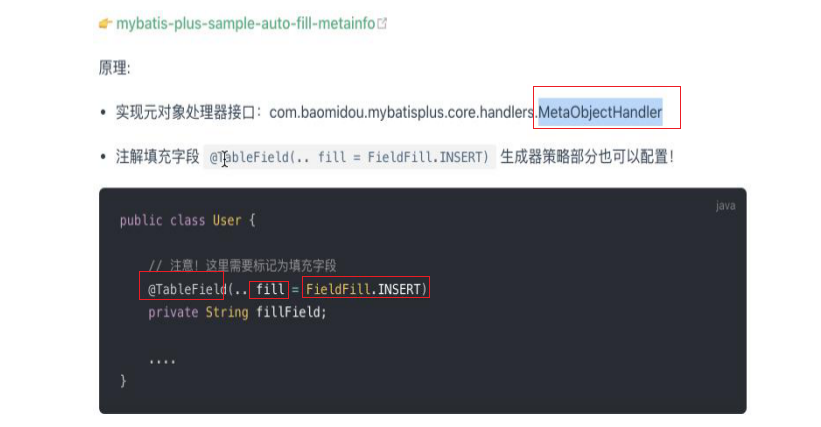 👉 mybatis-plus-sample-auto-fill-metainfo
原理:
• 实现元对象处理器接口：com.baomidou.mybatisplus.core.handlers.MetaObjectHandler
• 注解填充字段 @TableField(.. fill = FieldFill.INSERT) 生成器策略部分也可以配置！
java
public class User {
// 注意！这里需要标记为填充字段
@TableField(.. fill = FieldFill.INSERT)
private String fillField;
....
}